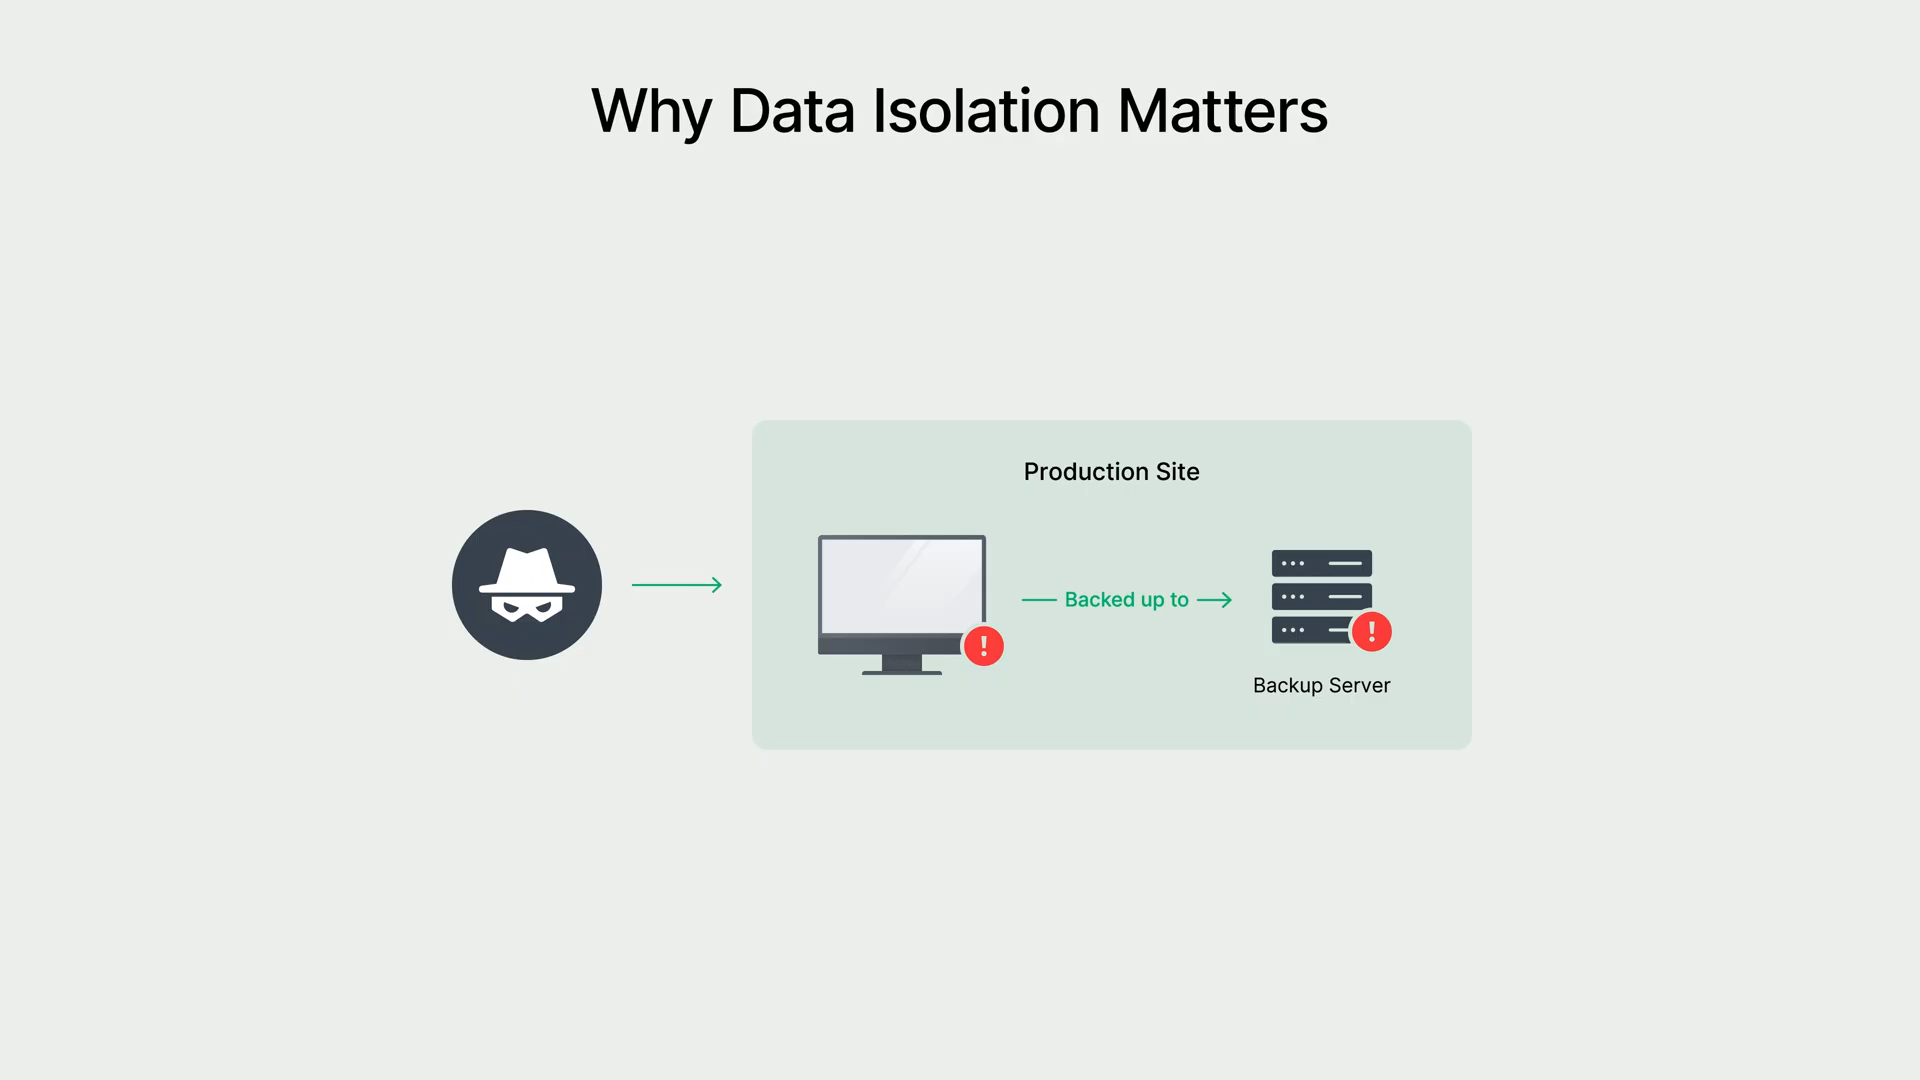 Why Data Isolation Matters
Production Site
Backed up to
Backup Server